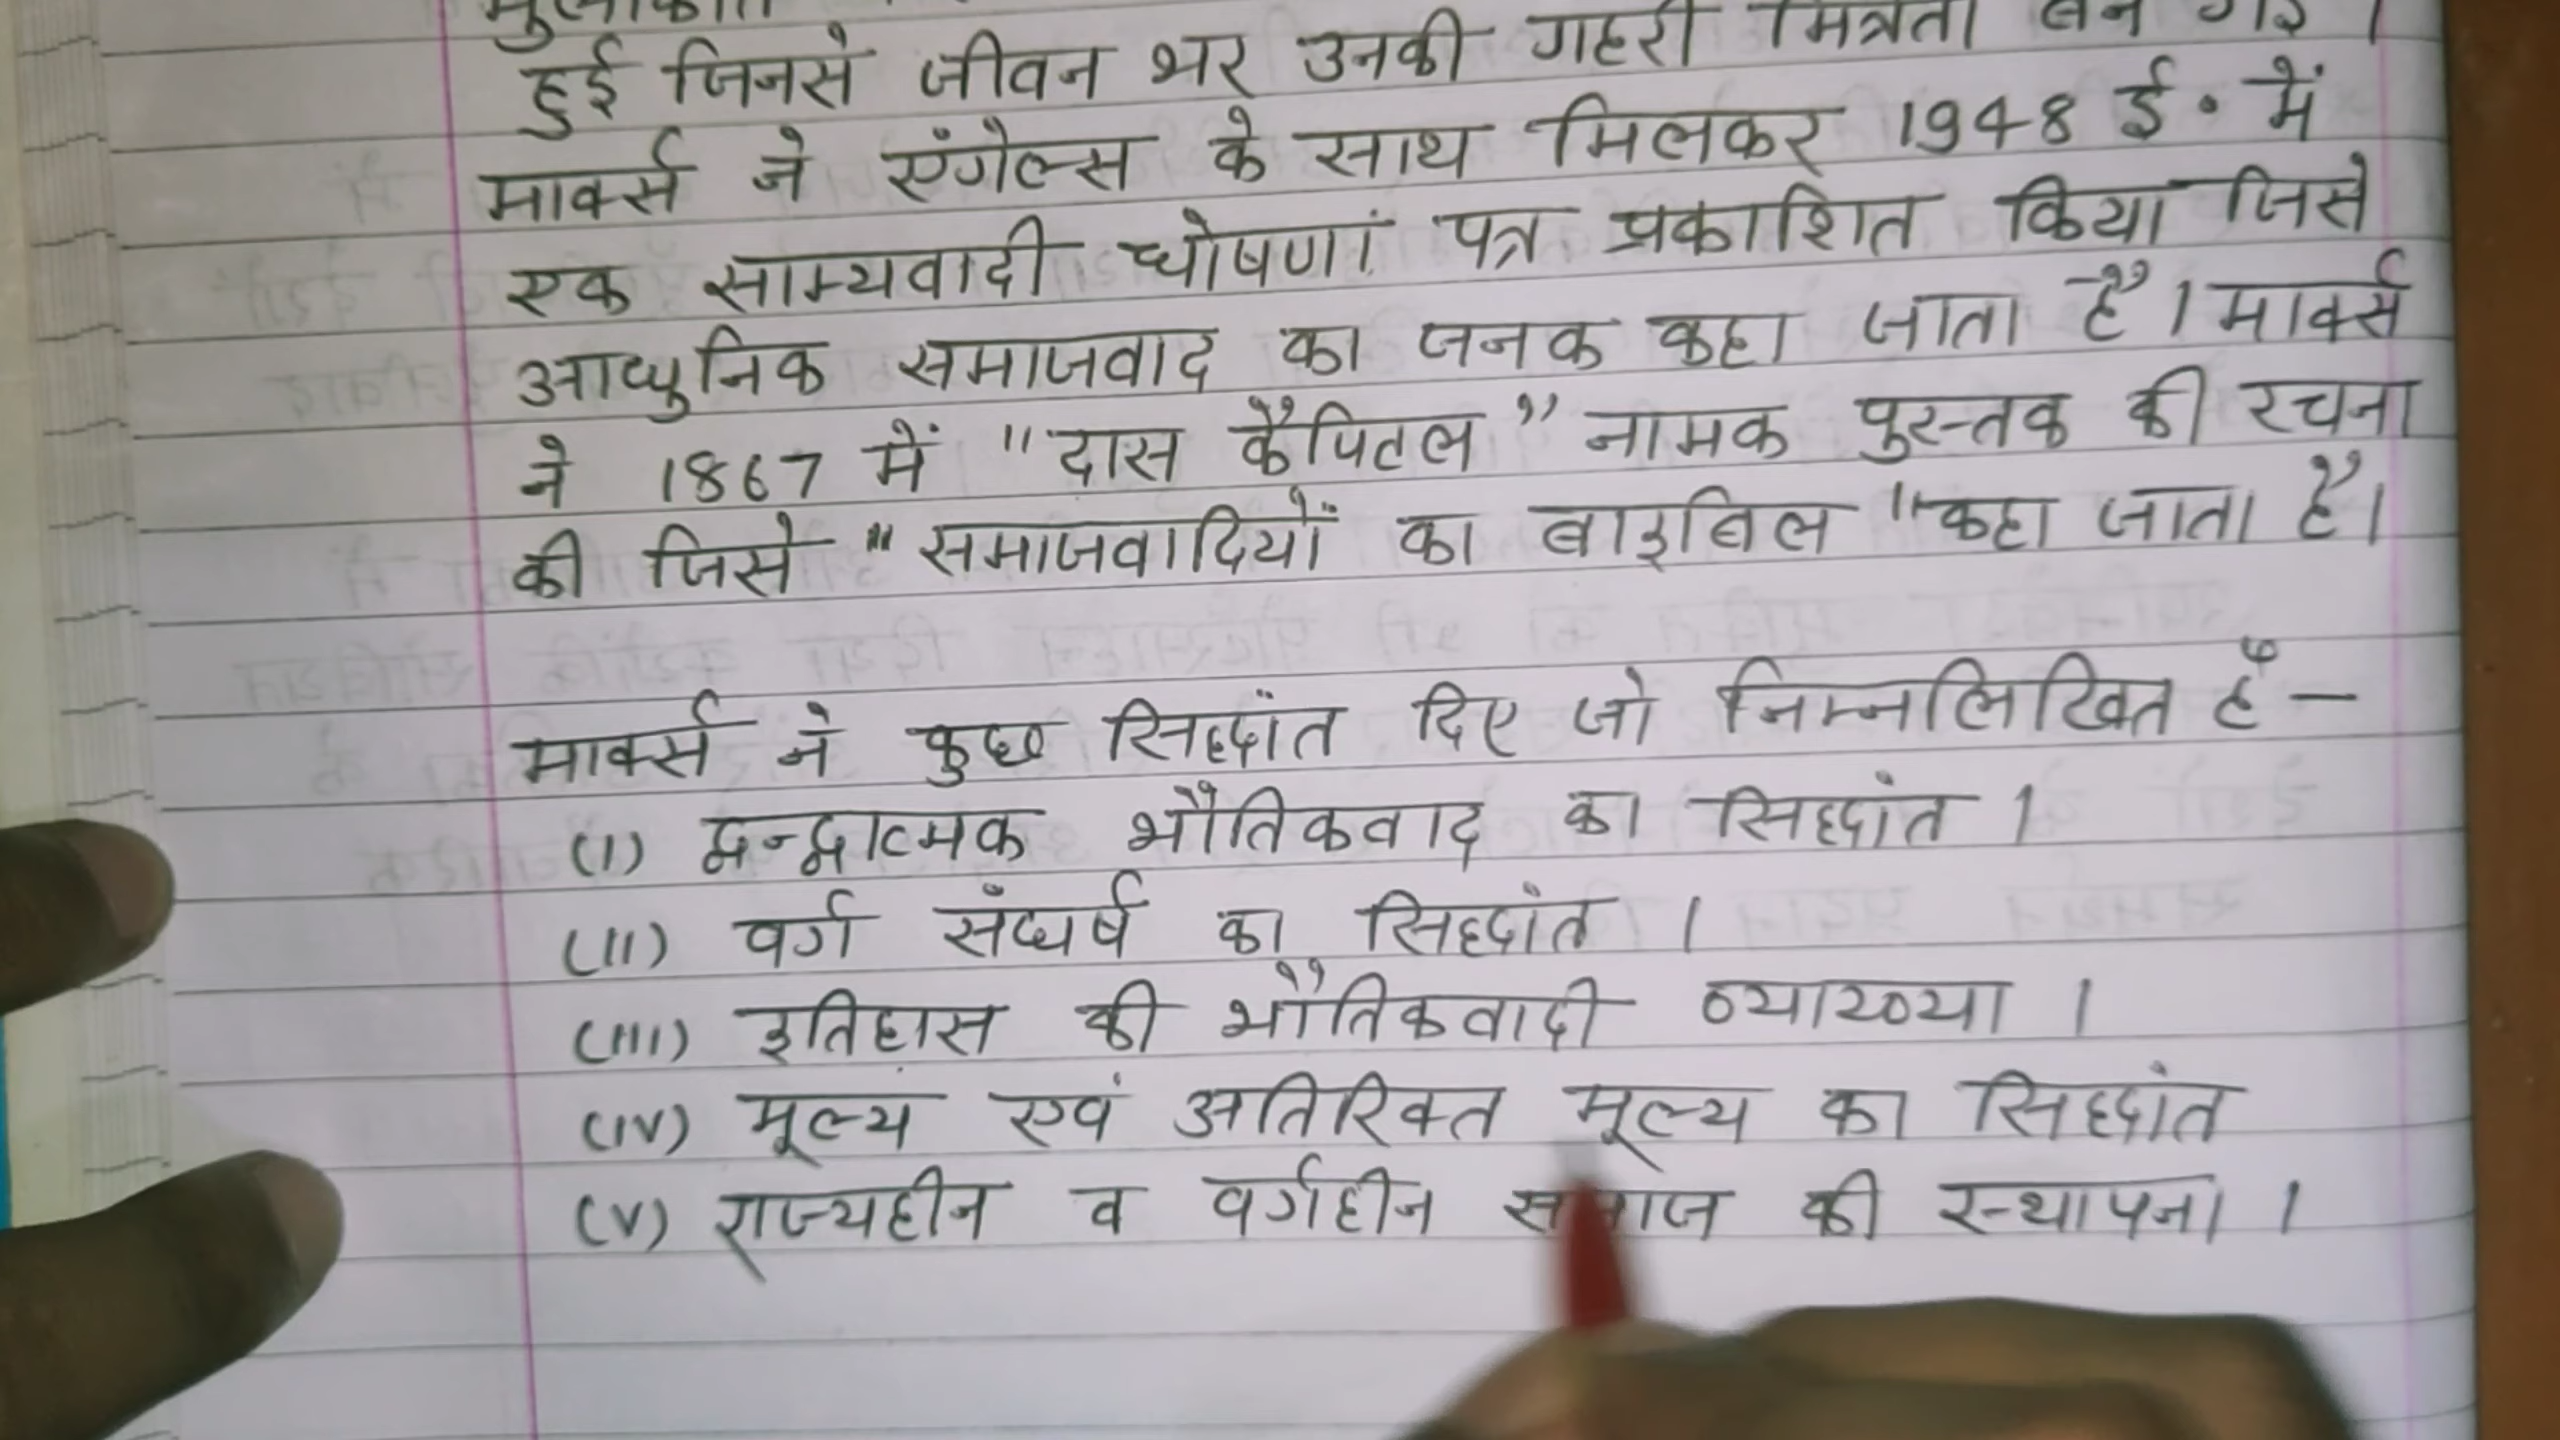 हुई जिनसे जीवन भर उनकी गहरी मित्रता बन गई ।
मार्क्स ने एंगेल्स के साथ मिलकर 1948 ई॰ में
एक साम्यवादी घोषणां पत्र प्रकाशित किया जिसे
आधुनिक समाजवाद का जनक कहा जाता है । मार्क्स
ने 1867 में "दास कैपिटल" नामक पुस्तक की रचना
की जिसे "समाजवादियों का बाइबिल" कहा जाता है ।
मार्क्स ने कुछ सिद्धांत दिए जो निम्नलिखित हैं –
(I) द्वन्द्वात्मक भौतिकवाद का सिद्धांत ।
(II) वर्ग संघर्ष का सिद्धांत ।
(III) इतिहास की भौतिकवादी व्याख्या ।
(IV) मूल्य एवं अतिरिक्त मूल्य का सिद्धांत
(V) राज्यहीन व वर्गहीन समाज की स्थापना ।